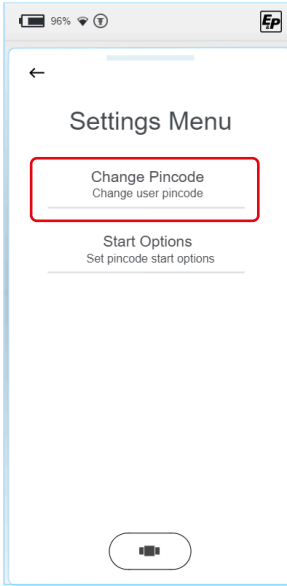 96%
EP
Settings Menu
Change Pincode
Change user pincode
Start Options
Set pincode start options